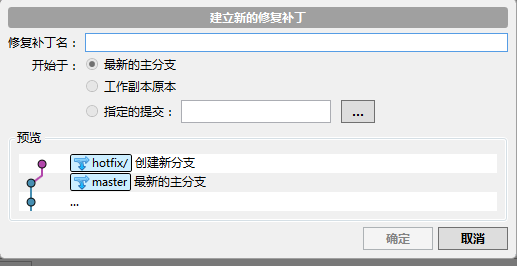 建立新的修复补丁
修复补丁名：
开始于： 最新的主分支
工作副本原本
指定的提交： ...
预览
hotfix/ 创建新分支
master 最新的主分支
...
确定 取消